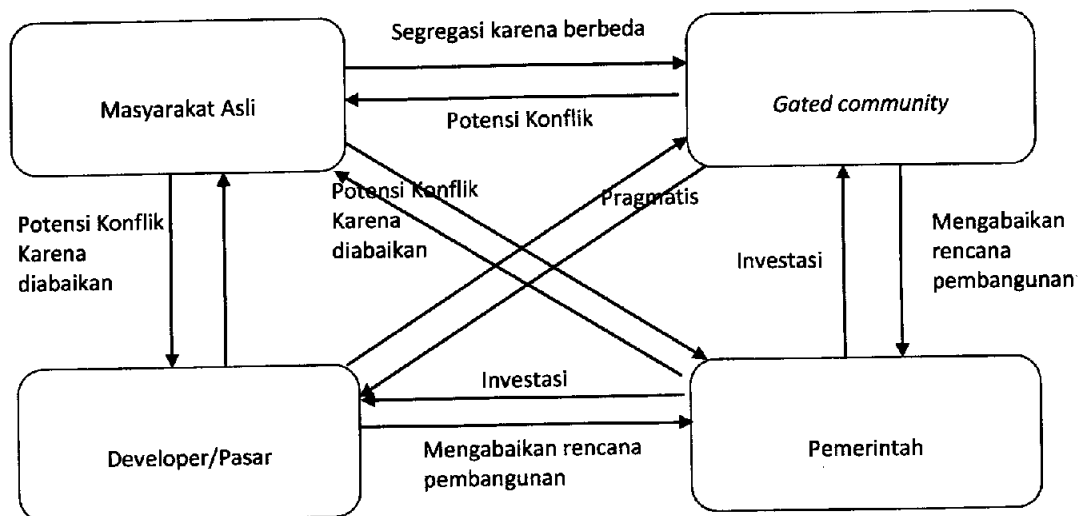 Segregasi karena berbeda
Masyarakat Asli
Gated community
Potensi Konflik
Potensi Konflik
Karena
diabaikan
Potensi Konflik
Karena
diabaikan
Pragmatis
Investasi
Mengabaikan
rencana
pembangunan
Investasi
Developer/Pasar
Mengabaikan rencana
pembangunan
Pemerintah